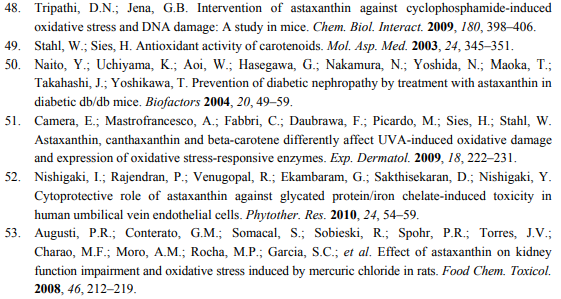 48. Tripathi, D.N.; Jena, G.B. Intervention of astaxanthin against cyclophosphamide-induced
oxidative stress and DNA damage: A study in mice. Chem. Biol. Interact. 2009, 180, 398–406.
49. Stahl, W.; Sies, H. Antioxidant activity of carotenoids. Mol. Asp. Med. 2003, 24, 345–351.
50. Naito, Y.; Uchiyama, K.; Aoi, W.; Hasegawa, G.; Nakamura, N.; Yoshida, N.; Maoka, T.;
Takahashi, J.; Yoshikawa, T. Prevention of diabetic nephropathy by treatment with astaxanthin in
diabetic db/db mice. Biofactors 2004, 20, 49–59.
51. Camera, E.; Mastrofrancesco, A.; Fabbri, C.; Daubrawa, F.; Picardo, M.; Sies, H.; Stahl, W.
Astaxanthin, canthaxanthin and beta-carotene differently affect UVA-induced oxidative damage
and expression of oxidative stress-responsive enzymes. Exp. Dermatol. 2009, 18, 222–231.
52. Nishigaki, I.; Rajendran, P.; Venugopal, R.; Ekambaram, G.; Sakthisekaran, D.; Nishigaki, Y.
Cytoprotective role of astaxanthin against glycated protein/iron chelate-induced toxicity in
human umbilical vein endothelial cells. Phytother. Res. 2010, 24, 54–59.
53. Augusti, P.R.; Conterato, G.M.; Somacal, S.; Sobieski, R.; Spohr, P.R.; Torres, J.V.;
Charao, M.F.; Moro, A.M.; Rocha, M.P.; Garcia, S.C.; et al. Effect of astaxanthin on kidney
function impairment and oxidative stress induced by mercuric chloride in rats. Food Chem. Toxicol.
2008, 46, 212–219.